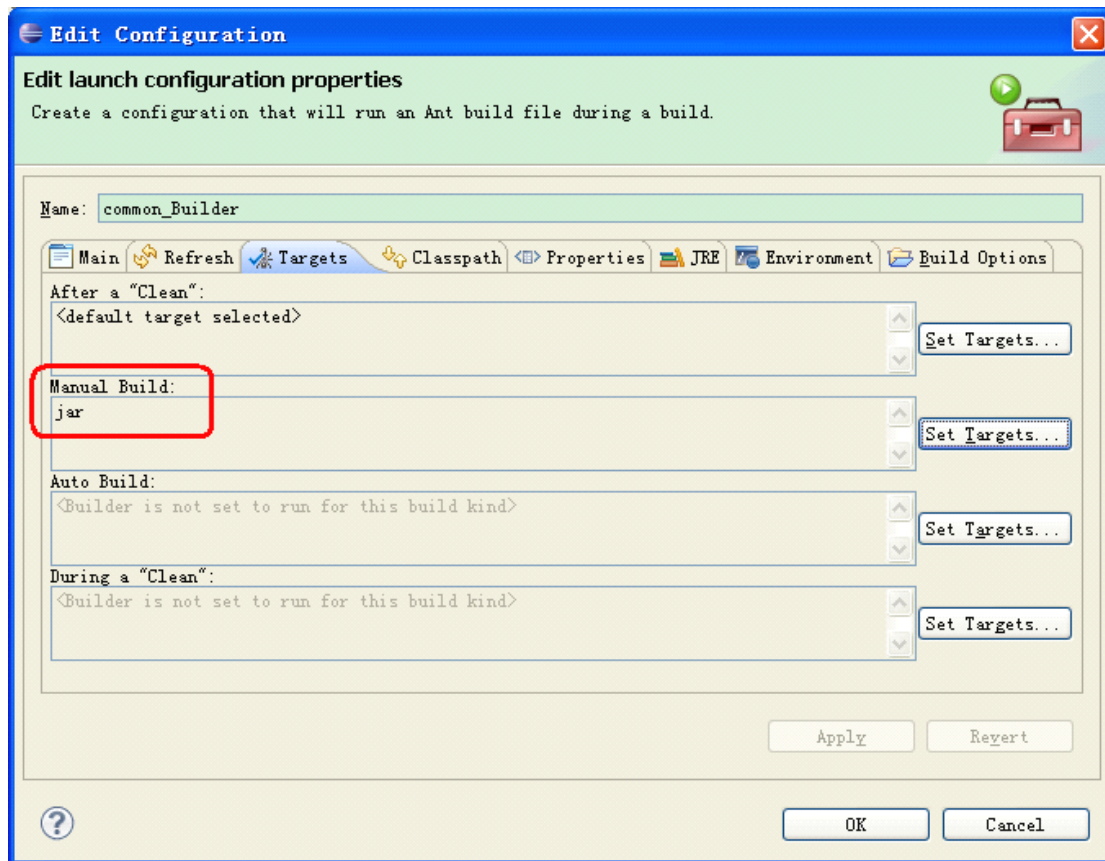 Edit Configuration
Edit launch configuration properties
Create a configuration that will run an Ant build file during a build.
Name: common_Builder
Main Refresh Targets Classpath <> Properties JRE Environment Build Options
After a "Clean":
<default target selected>
Set Targets...
Manual Build:
jar
Set Targets...
Auto Build:
<Builder is not set to run for this build kind>
Set Targets...
During a "Clean":
<Builder is not set to run for this build kind>
Set Targets...
Apply Revert
? OK Cancel